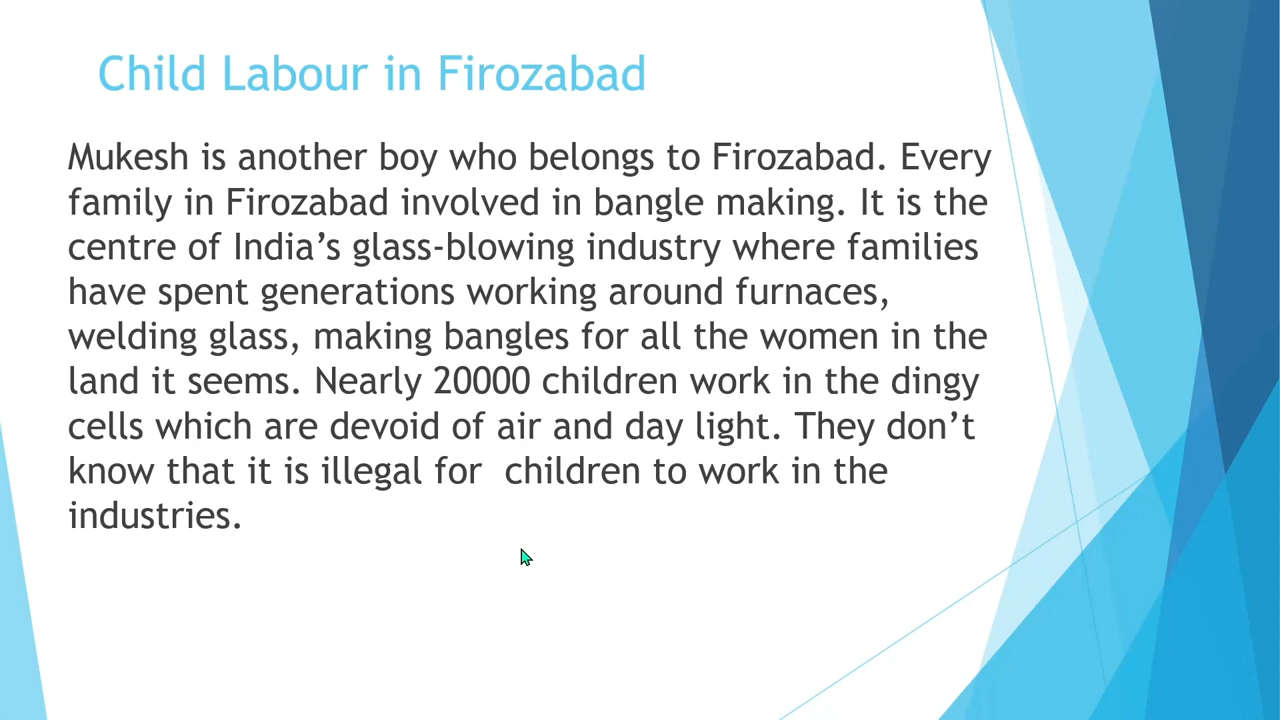 Child Labour in Firozabad
Mukesh is another boy who belongs to Firozabad. Every
family in Firozabad involved in bangle making. It is the
centre of India’s glass-blowing industry where families
have spent generations working around furnaces,
welding glass, making bangles for all the women in the
land it seems. Nearly 20000 children work in the dingy
cells which are devoid of air and day light. They don’t
know that it is illegal for  children to work in the
industries.